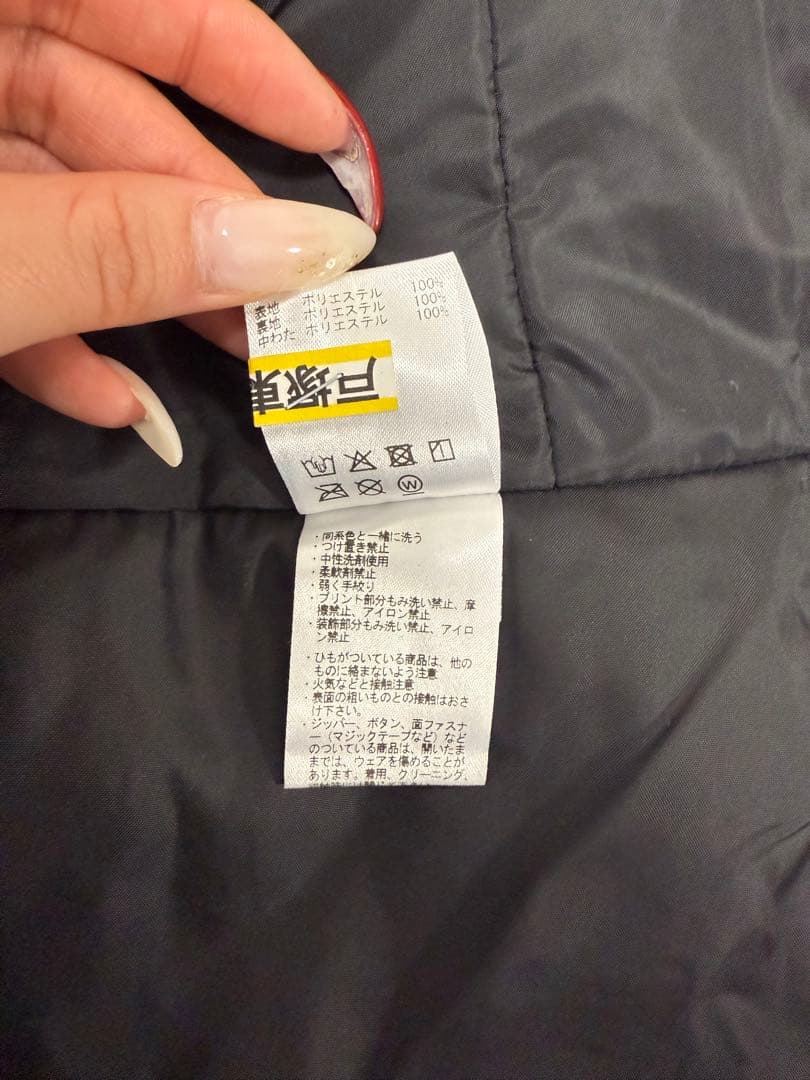 表地 ポリエステル 100%
裏地 ポリエステル 100%
中わた ポリエステル 100%
戸塚東
W
・同系色と一緒に洗う
・つけ置き禁止
・中性洗剤使用
・柔軟剤禁止
・弱く手絞り
・プリント部分もみ洗い禁止、摩
擦禁止、アイロン禁止
・装飾部分もみ洗い禁止、アイロ
ン禁止
・ひもがついている商品は、他の
ものに絡まないよう注意
・火気などと接触注意
・表面の粗いものとの接触はおさ
け下さい。
・ジッパー、ボタン、面ファスナ
ー（マジックテープなど）など
のついている商品は、開いたま
までは、ウェアを傷めることが
あります。着用、クリーニング、